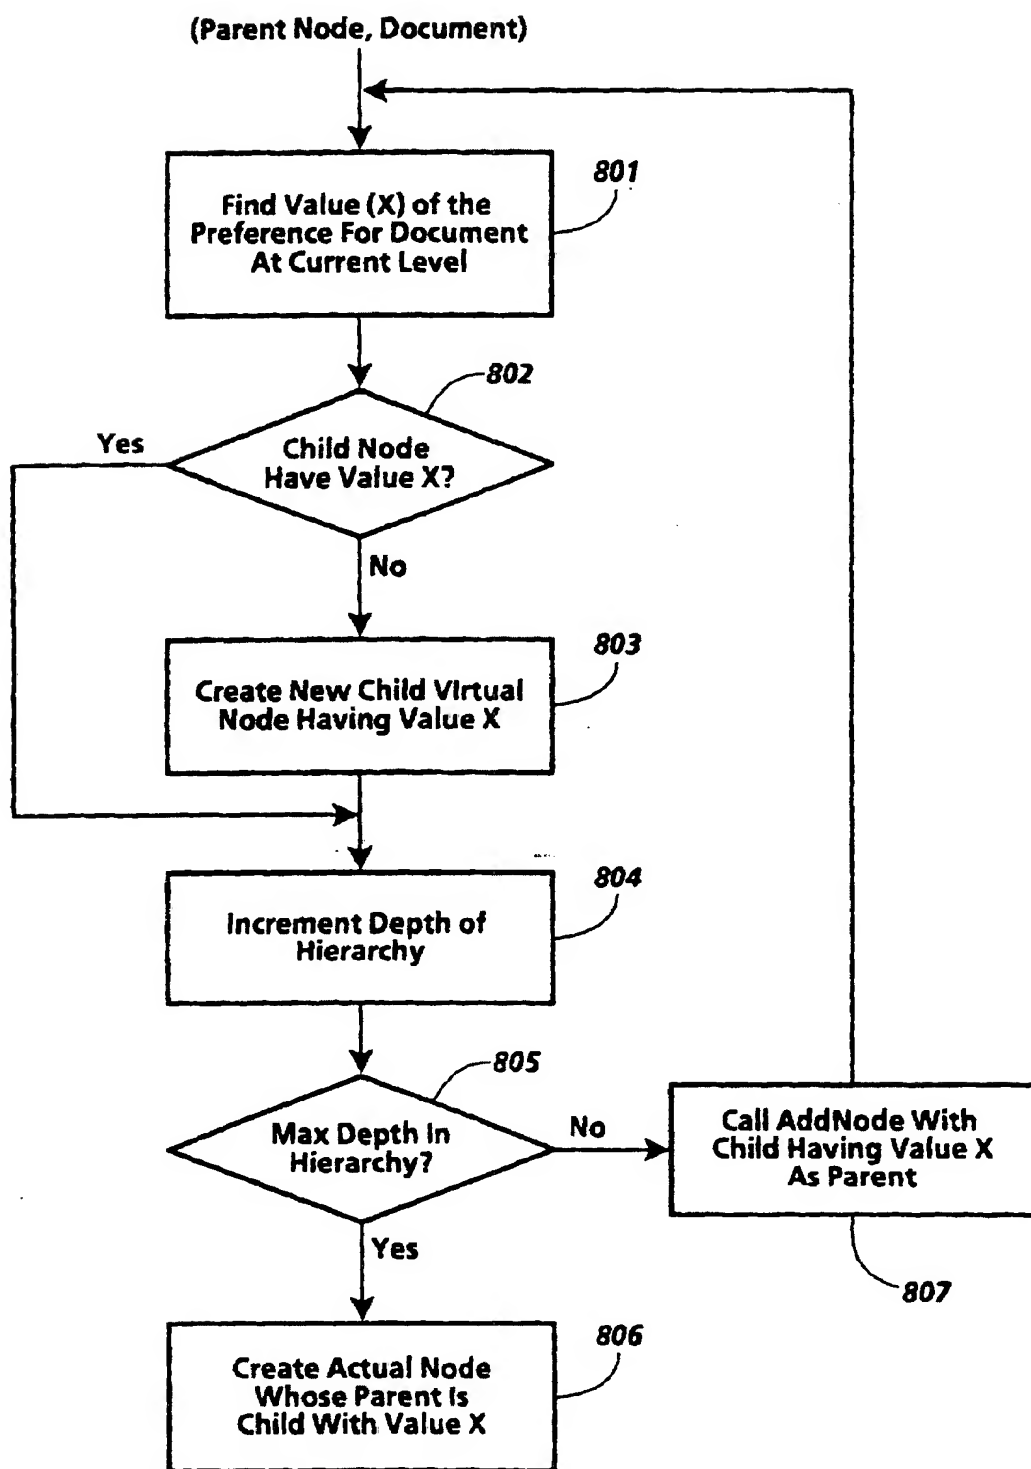 (Parent Node, Document)
801
Find Value (X) of the
Preference For Document
At Current Level
802
Yes
Child Node
Have Value X?
No
803
Create New Child Virtual
Node Having Value X
804
Increment Depth of
Hierarchy
805
Max Depth In
Hierarchy?
No
Call AddNode With
Child Having Value X
As Parent
Yes
807
806
Create Actual Node
Whose Parent Is
Child With Value X